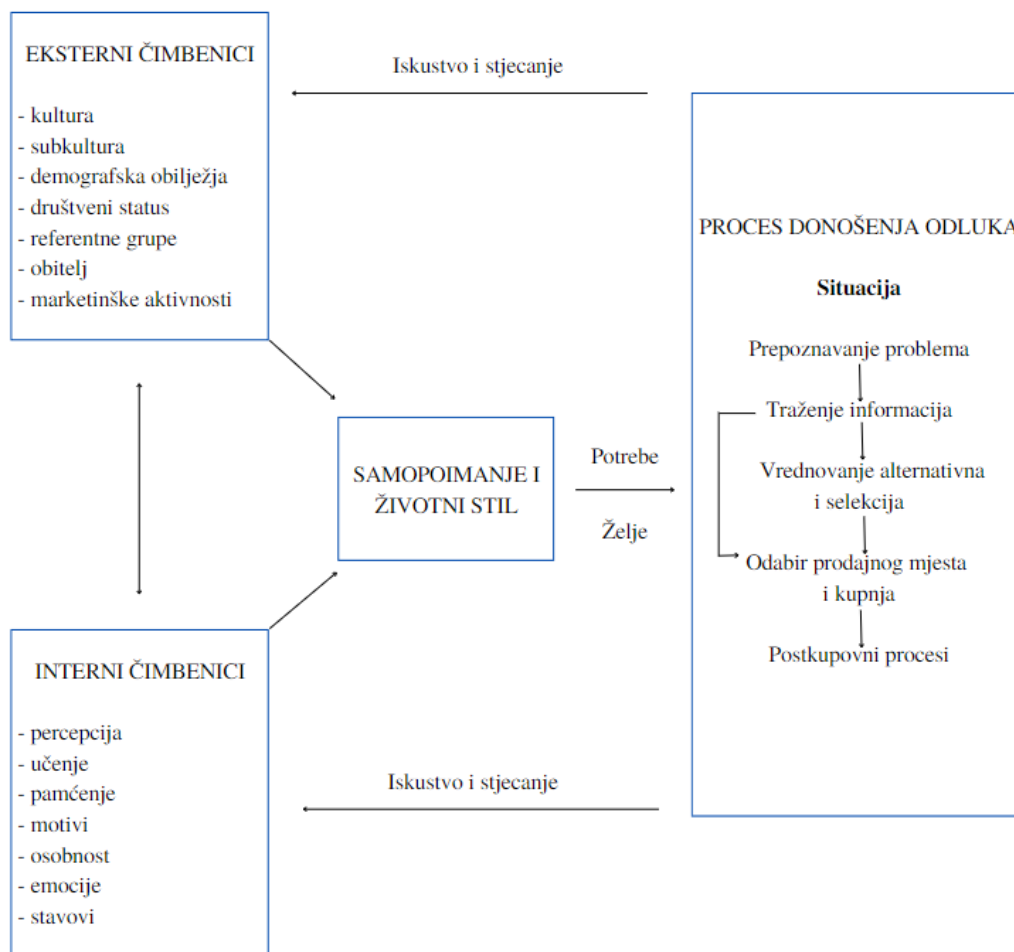 EKSTERNI ČIMBENICI
- kultura
- subkultura
- demografska obilježja
- društveni status
- referentne grupe
- obitelj
- marketinške aktivnosti
Iskustvo i stjecanje
SAMOPOIMANJE I
ŽIVOTNI STIL
Potrebe
Želje
PROCES DONOŠENJA ODLUKA
Situacija
Prepoznavanje problema
Traženje informacija
Vrednovanje alternativna
i selekcija
Odabir prodajnog mjesta
i kupnja
Postkupovni procesi
INTERNI ČIMBENICI
- percepcija
- učenje
- pamćenje
- motivi
- osobnost
- emocije
- stavovi
Iskustvo i stjecanje